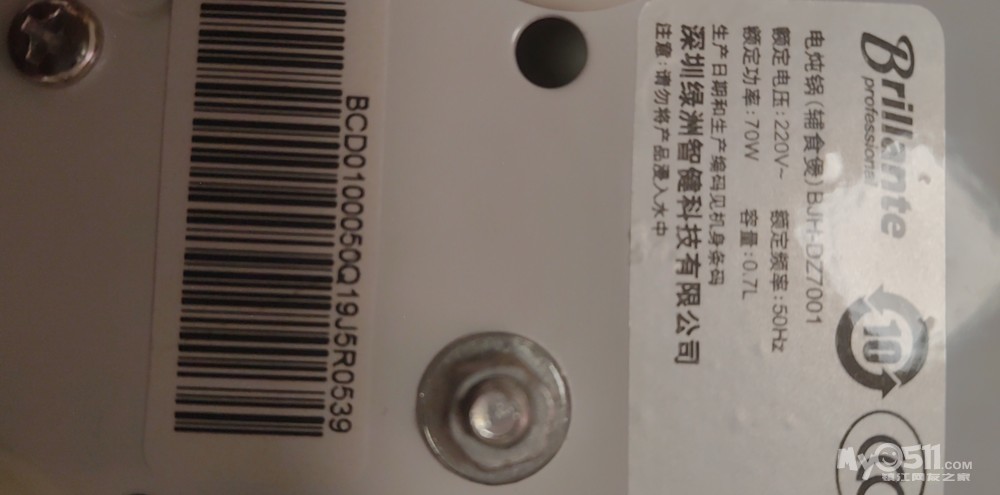 Brillante
professional
电炖锅(辅食煲)BJH-DZ7001
额定电压:220V~ 额定频率:50Hz
额定功率:70W 容量:0.7L
生产日期和生产编码见机身条码
深圳绿洲智健科技有限公司
注意:请勿将产品浸入水中
10
BCD0100050Q19J5R0539
My0511.COM
镇江网友之家